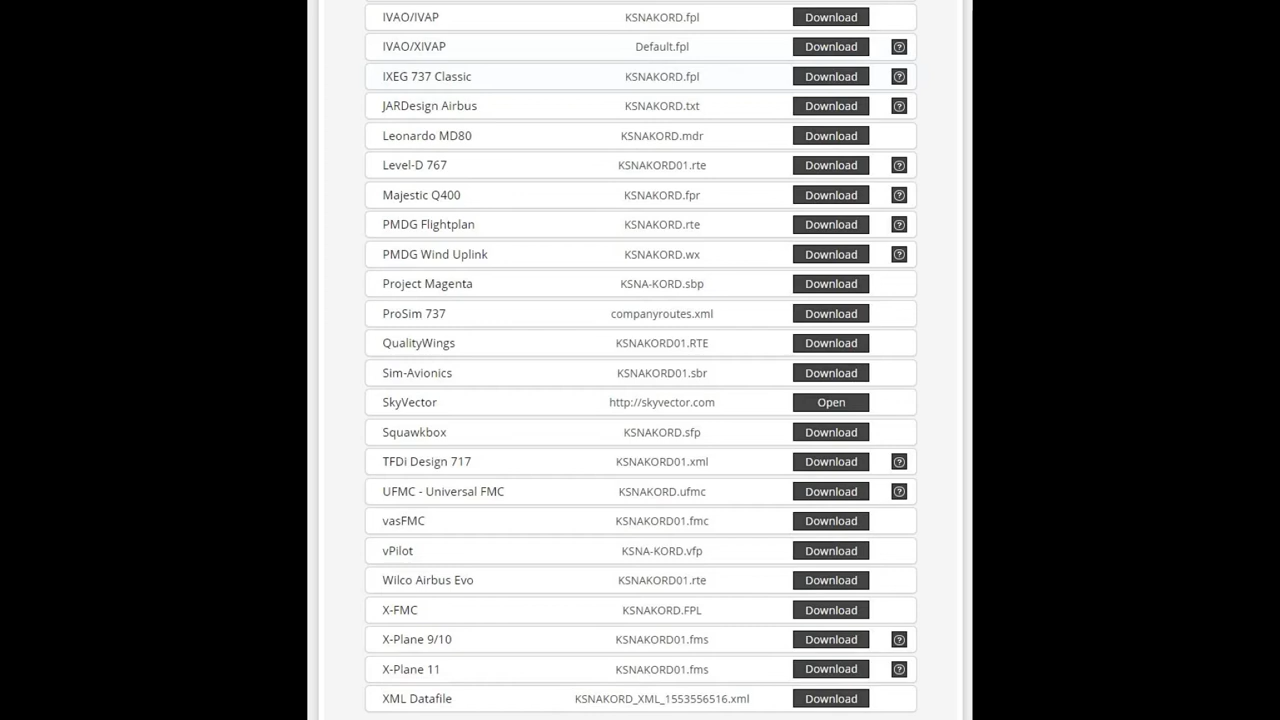 IVAO/IVAP KSNAKORD.fpl Download
IVAO/XIVAP Default.fpl Download ?
IXEG 737 Classic KSNAKORD.fpl Download ?
JARDesign Airbus KSNAKORD.txt Download ?
Leonardo MD80 KSNAKORD.mdr Download
Level-D 767 KSNAKORD01.rte Download ?
Majestic Q400 KSNAKORD.fpr Download ?
PMDG Flightplan KSNAKORD.rte Download ?
PMDG Wind Uplink KSNAKORD.wx Download ?
Project Magenta KSNA-KORD.sbp Download
ProSim 737 companyroutes.xml Download
QualityWings KSNAKORD01.RTE Download
Sim-Avionics KSNAKORD01.sbr Download
SkyVector http://skyvector.com Open
Squawkbox KSNAKORD.sfp Download
TFDi Design 717 KSNAKORD01.xml Download ?
UFMC - Universal FMC KSNAKORD.ufmc Download ?
vasFMC KSNAKORD01.fmc Download
vPilot KSNA-KORD.vfp Download
Wilco Airbus Evo KSNAKORD01.rte Download
X-FMC KSNAKORD.FPL Download
X-Plane 9/10 KSNAKORD01.fms Download ?
X-Plane 11 KSNAKORD01.fms Download ?
XML Datafile KSNAKORD_XML_1553556516.xml Download